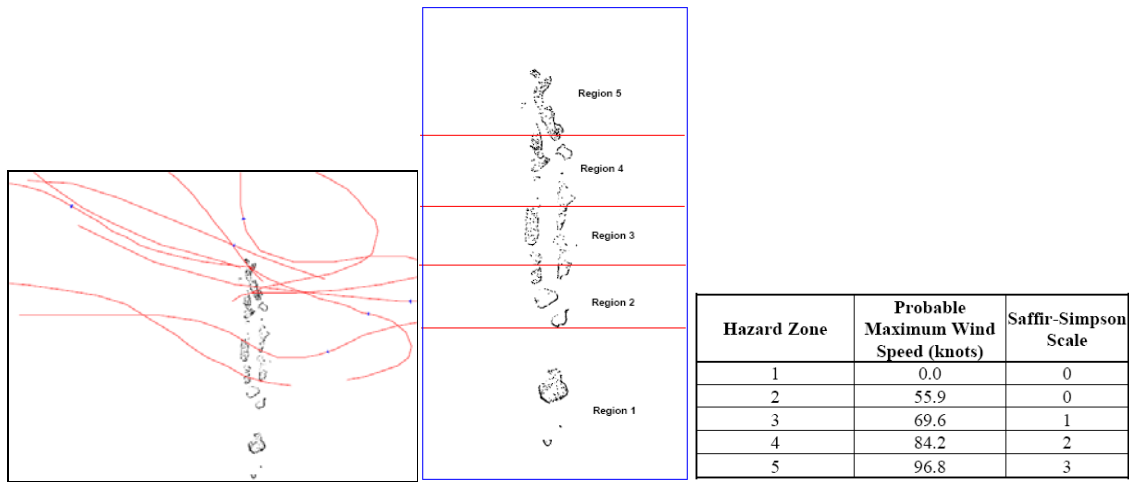 Region 5
Region 4
Region 3
Region 2
Region 1
Hazard Zone Probable Maximum Wind Speed (knots) Saffir-Simpson Scale
1 0.0 0
2 55.9 0
3 69.6 1
4 84.2 2
5 96.8 3